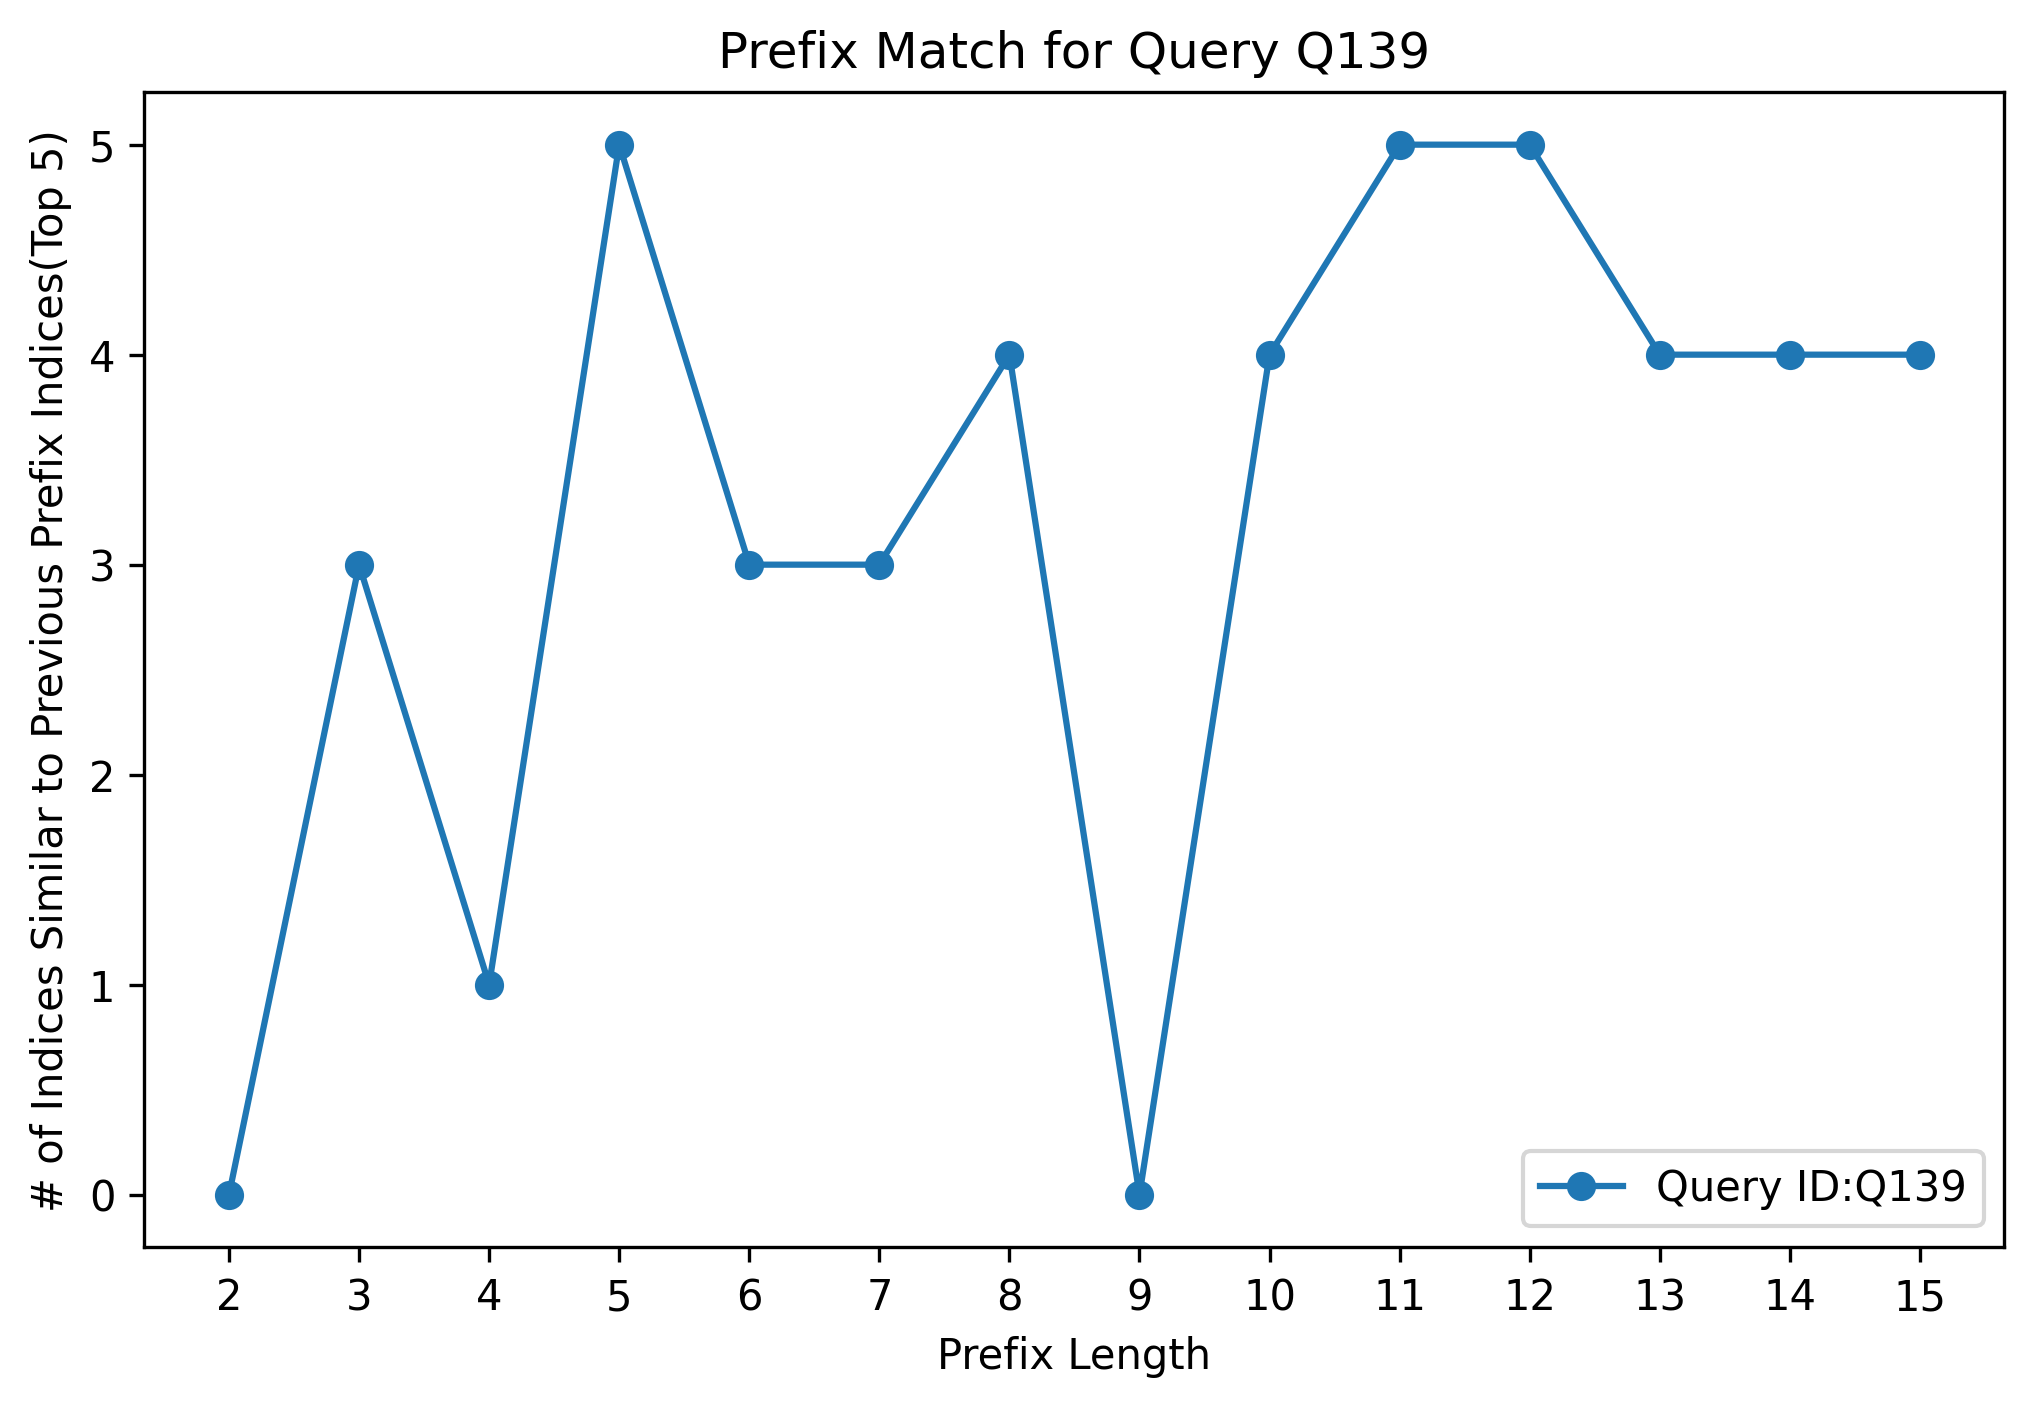 Prefix Match for Query Q139
# of Indices Similar to Previous Prefix Indices(Top 5)
5
4
3
2
1
0
2 3 4 5 6 7 8 9 10 11 12 13 14 15
Prefix Length
Query ID:Q139